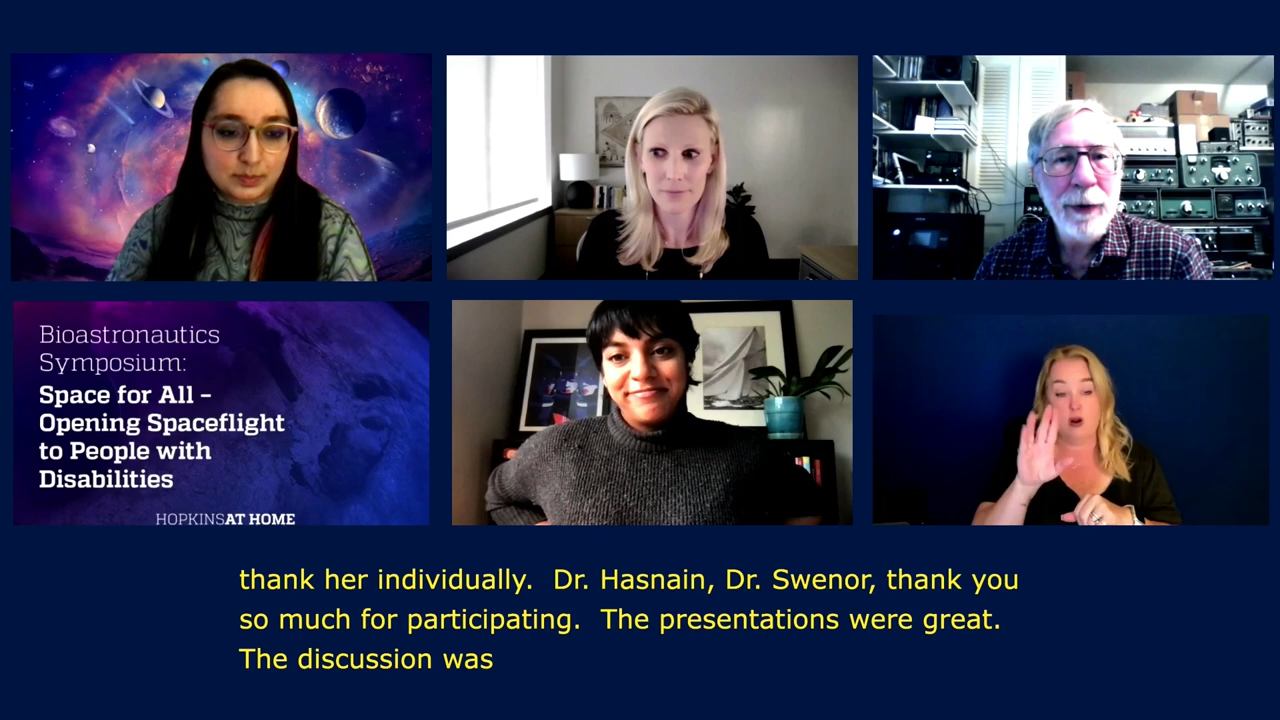 Bioastronautics
Symposium:
Space for All –
Opening Spaceflight
to People with
Disabilities
HOPKINSAT HOME
thank her individually.  Dr. Hasnain, Dr. Swenor, thank you
so much for participating.  The presentations were great.
The discussion was